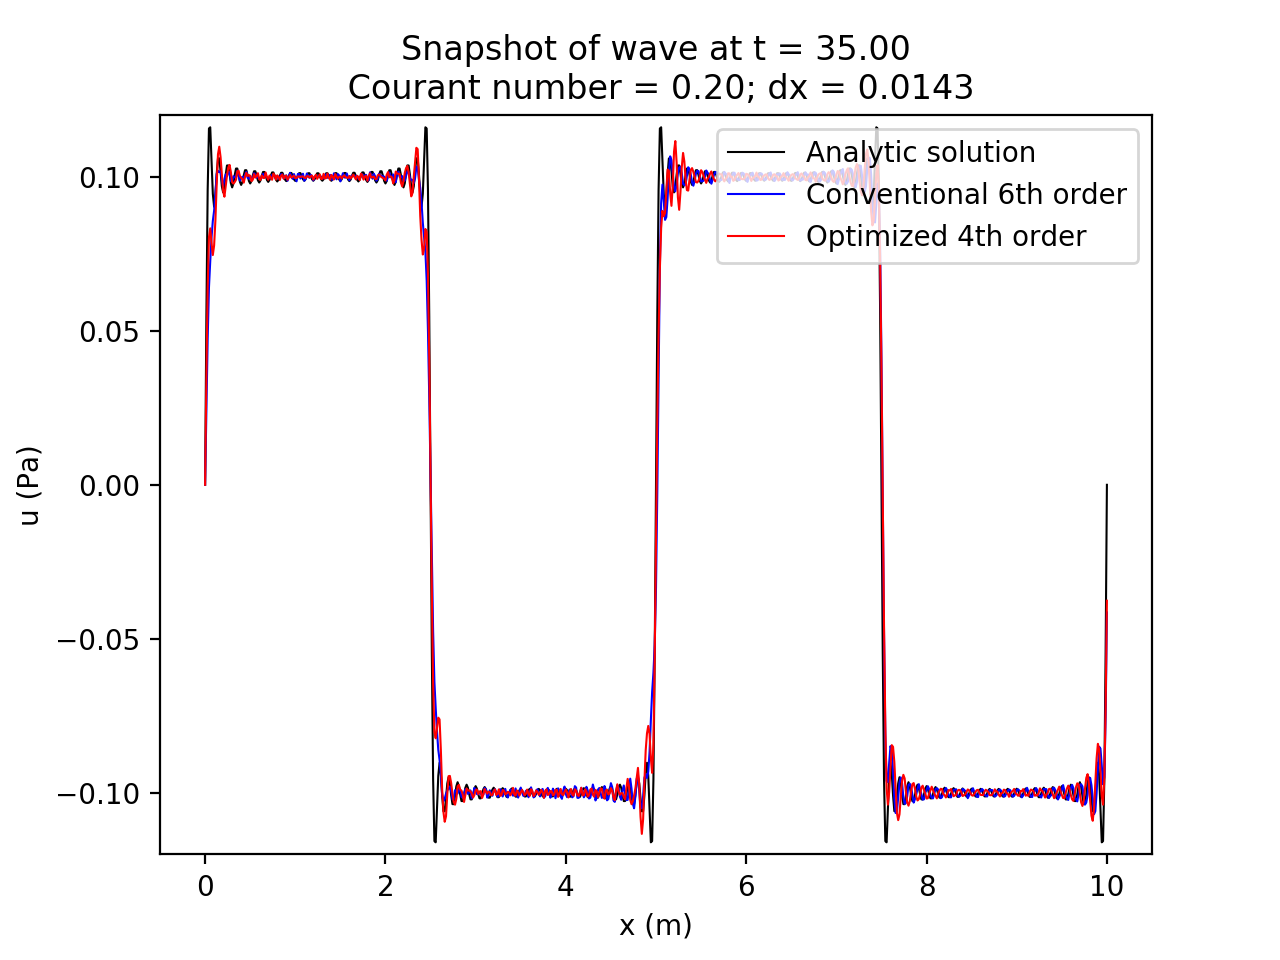 Snapshot of wave at t = 35.00
Courant number = 0.20; dx = 0.0143
Analytic solution
Conventional 6th order
Optimized 4th order
0.10
0.05
0.00
−0.05
−0.10
u (Pa)
0 2 4 6 8 10
x (m)